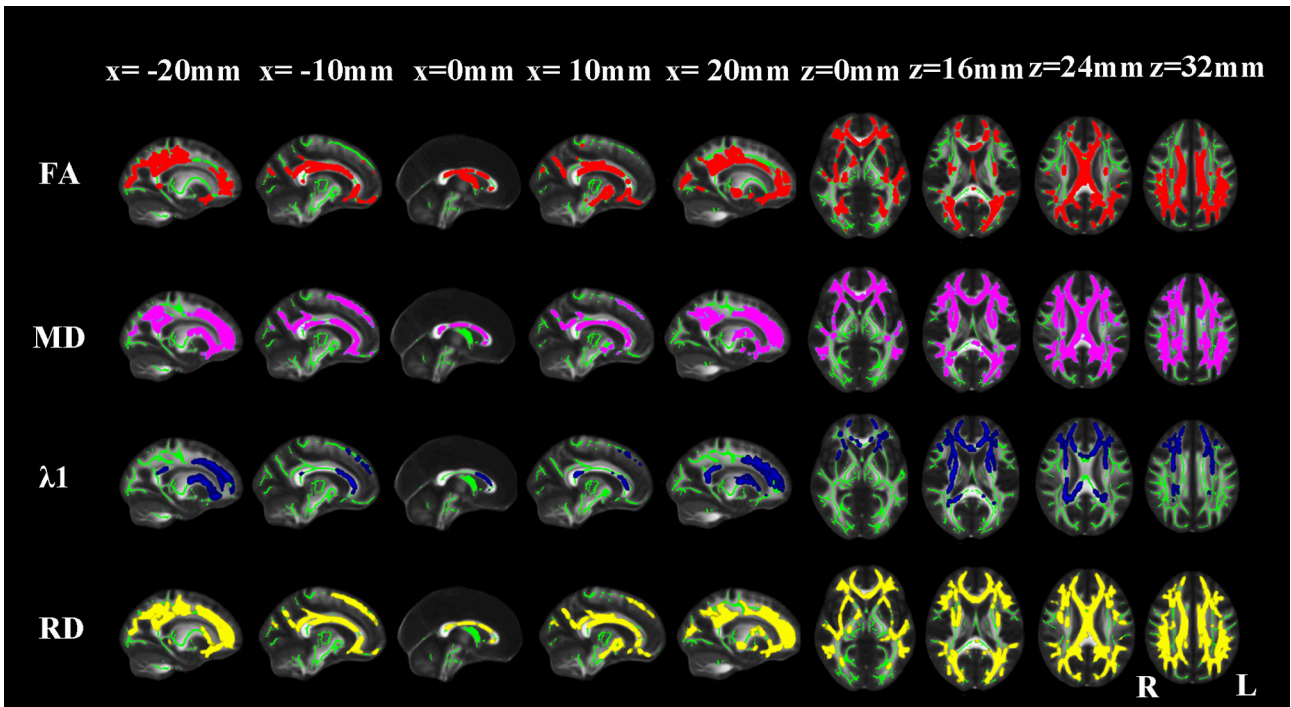 x= -20mm x= -10mm x=0mm x= 10mm x= 20mm z=0mm z=16mm z=24mm z=32mm
FA
MD
λ1
RD
R L